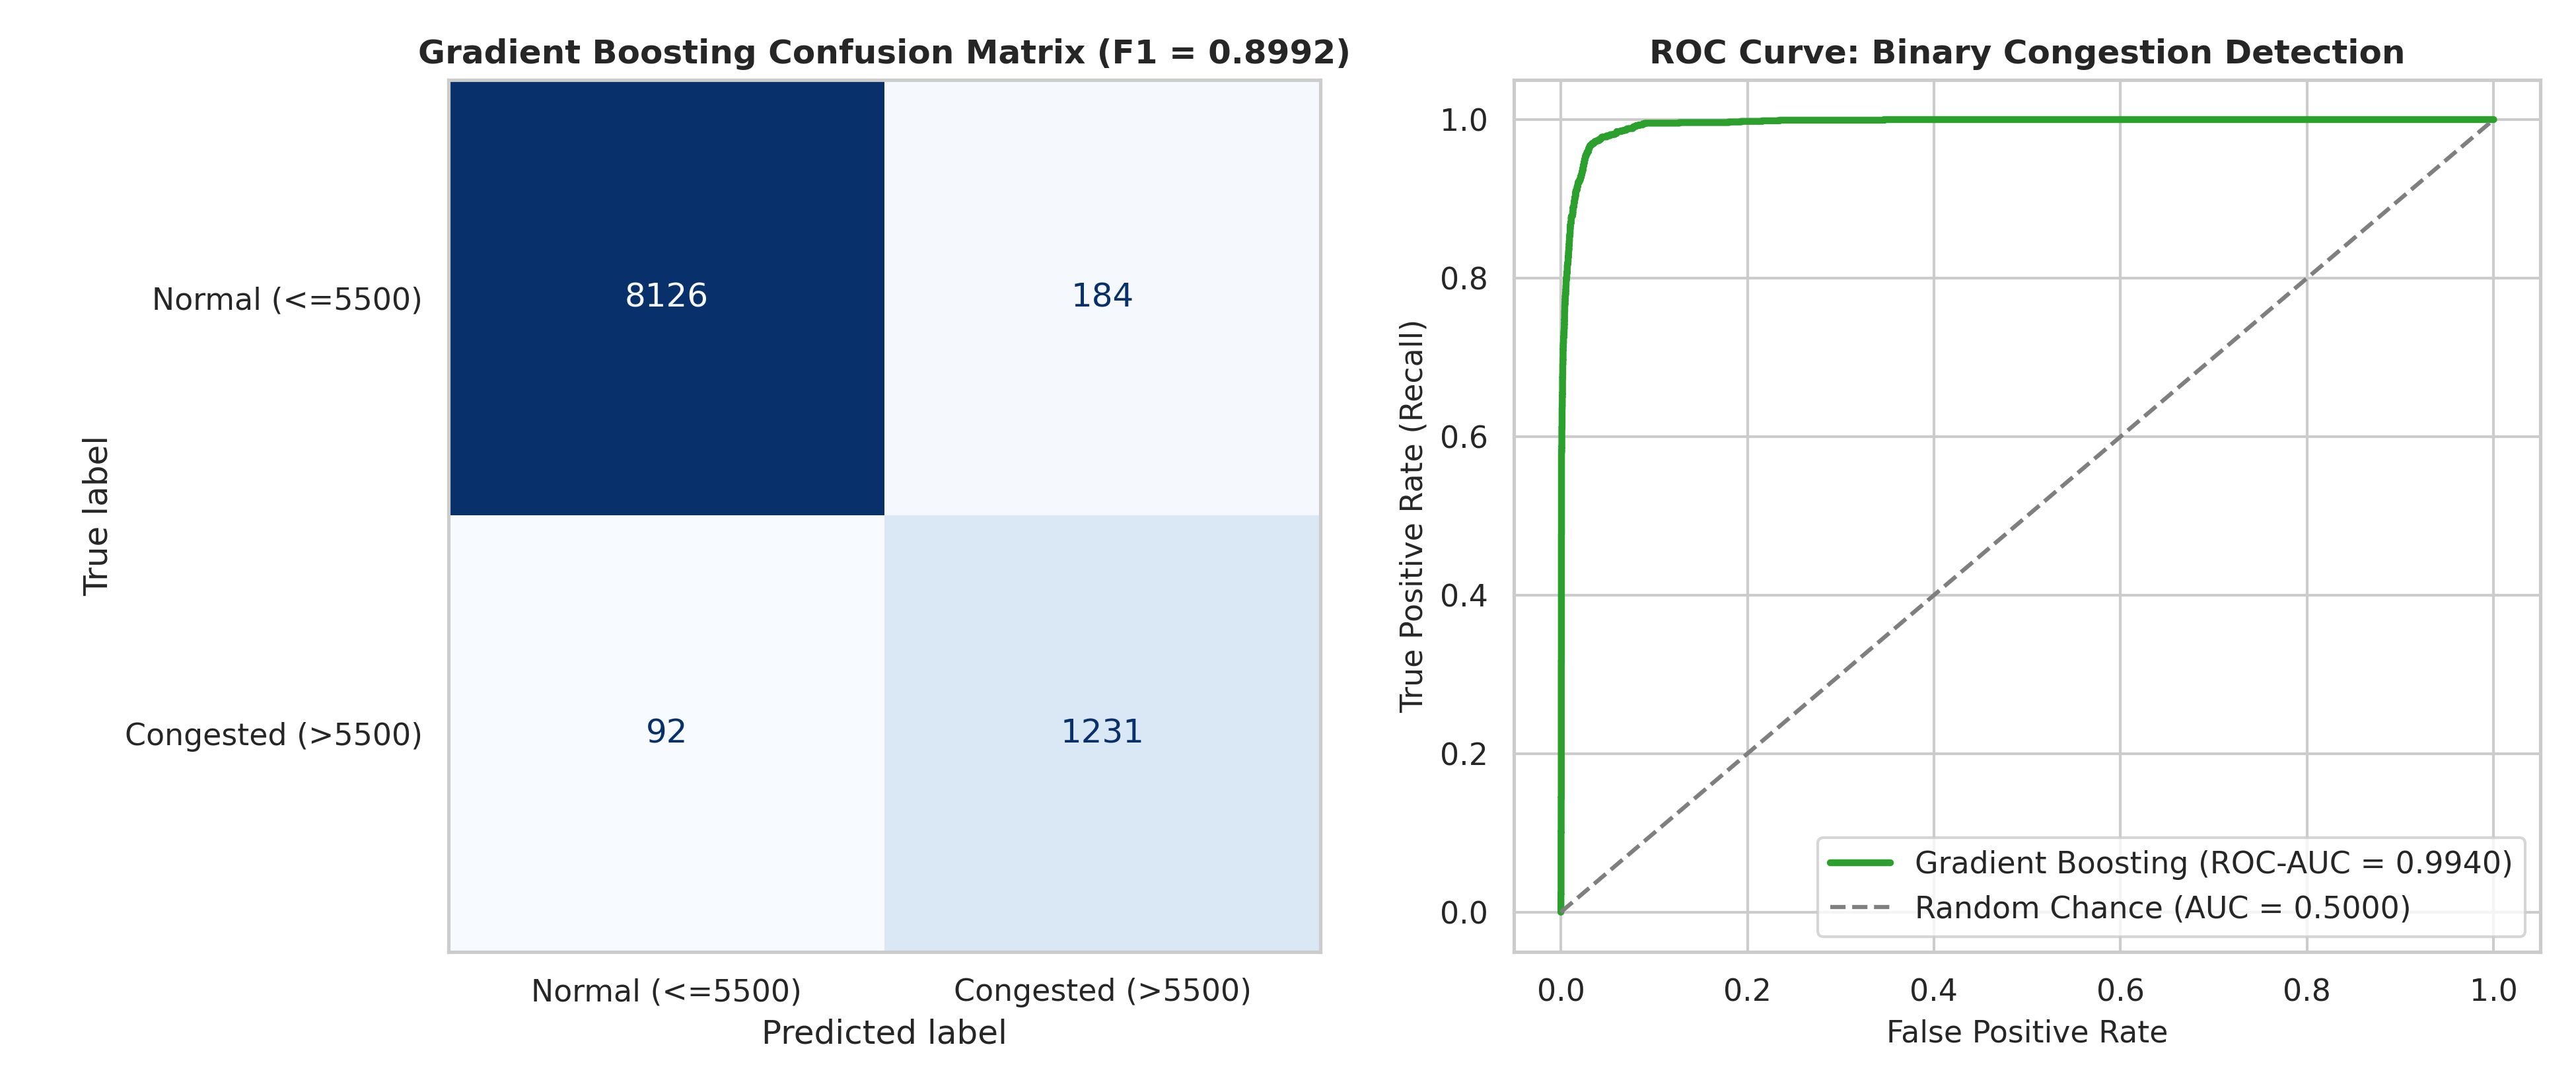 Gradient Boosting Confusion Matrix (F1 = 0.8992)
True label
Normal (<=5500)
8126
184
Congested (>5500)
92
1231
Normal (<=5500)
Congested (>5500)
Predicted label
ROC Curve: Binary Congestion Detection
True Positive Rate (Recall)
1.0
0.8
0.6
0.4
0.2
0.0
Gradient Boosting (ROC-AUC = 0.9940)
Random Chance (AUC = 0.5000)
0.0
0.2
0.4
0.6
0.8
1.0
False Positive Rate